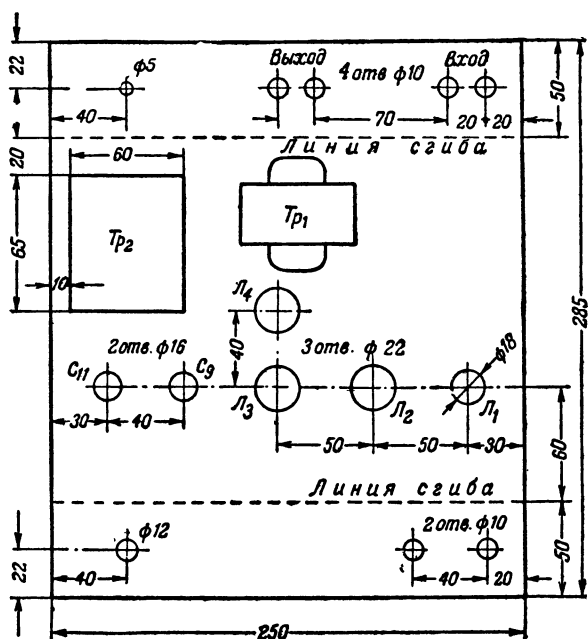 22
ф5
Выход
4 отв ф10
Вход
50
40
70
20
20
Линия сгиба
20
60
65
Тр2
Тр1
10
Л4
40
285
2отв. ф16
3 отв. ф 22
ф18
С11
С9
Л3
Л2
Л1
30
40
50
50
30
60
Линия сгиба
ф12
2отв. ф10
50
22
40
40
20
250